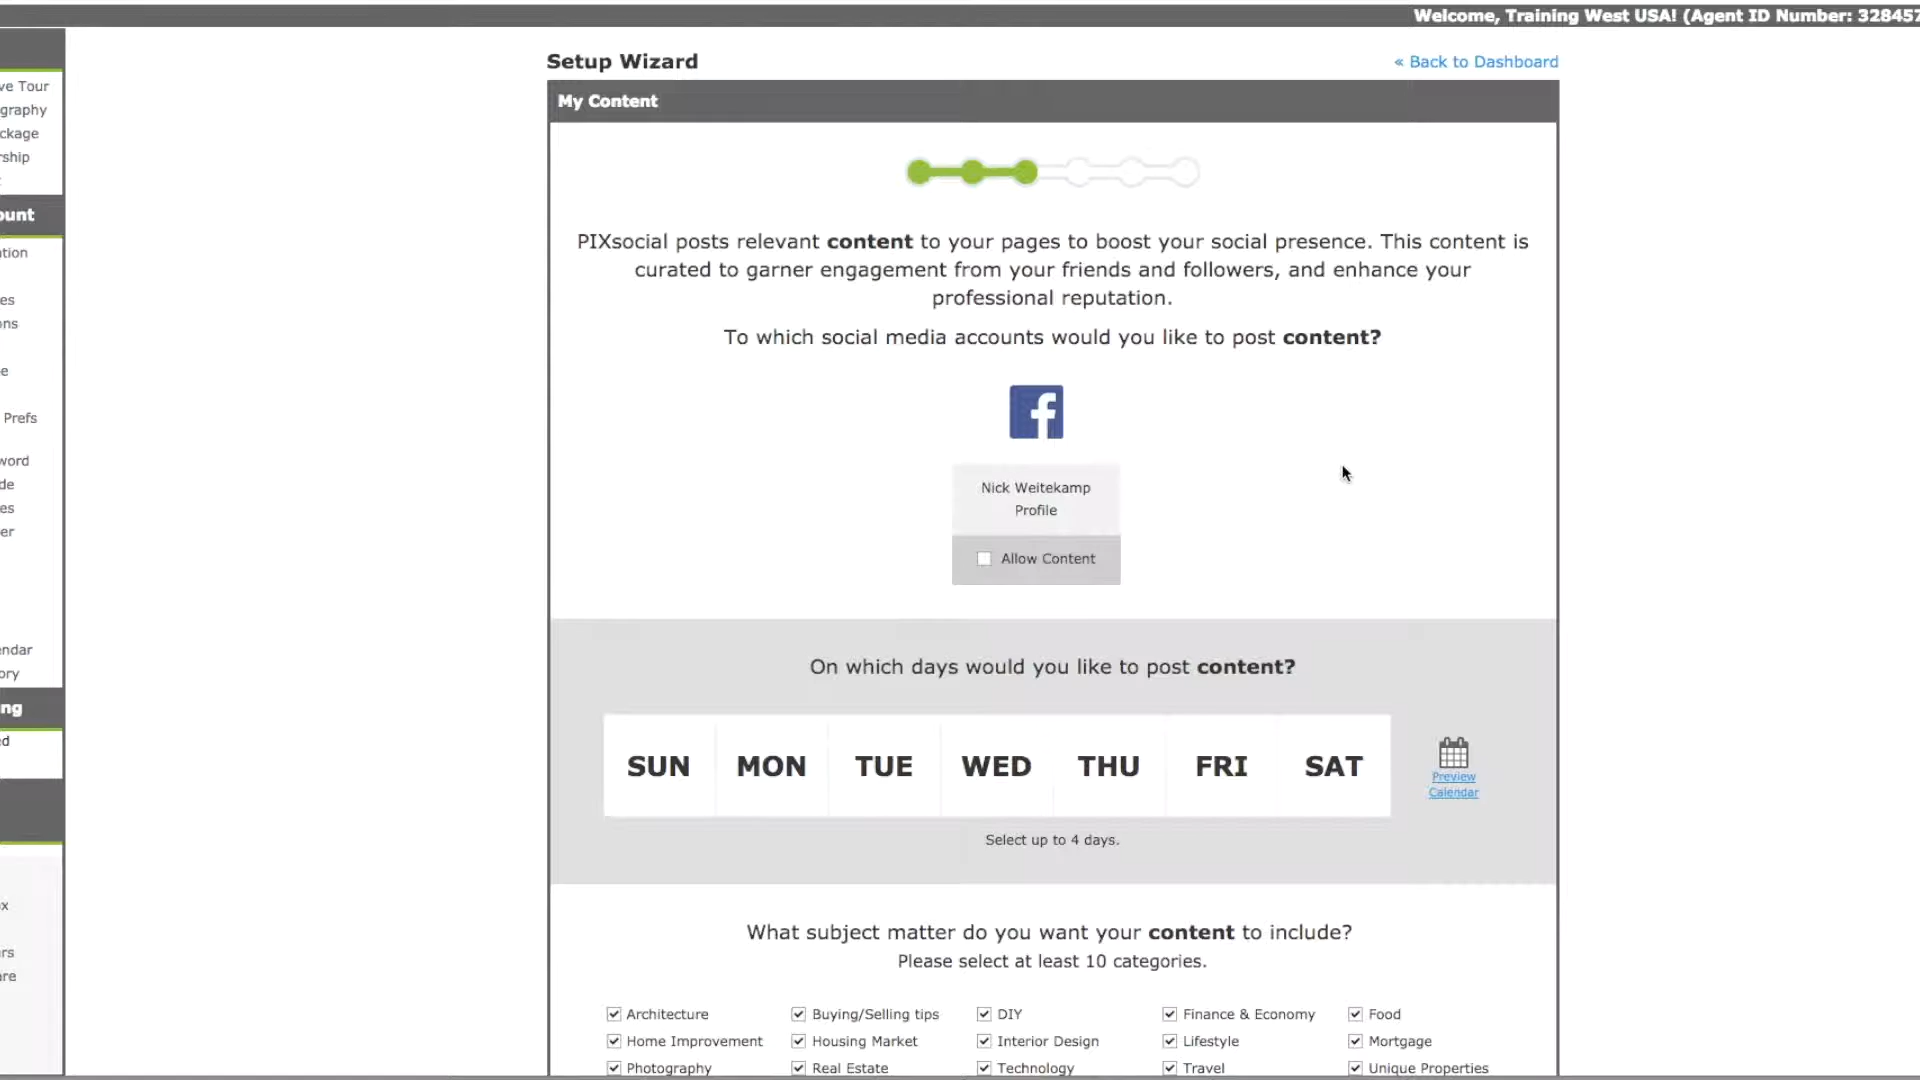 Welcome, Training West USA! (Agent ID Number: 328457
Setup Wizard
« Back to Dashboard
My Content
ve Tour
graphy
ckage
rship
ount
tion
es
ons
e
Prefs
word
de
es
er
endar
ory
ng
ed
x
rs
are
PIXsocial posts relevant content to your pages to boost your social presence. This content is
curated to garner engagement from your friends and followers, and enhance your
professional reputation.
To which social media accounts would you like to post content?
f
Nick Weitekamp
Profile
Allow Content
On which days would you like to post content?
SUN MON TUE WED THU FRI SAT
Preview
Calendar
Select up to 4 days.
What subject matter do you want your content to include?
Please select at least 10 categories.
Architecture Buying/Selling tips DIY Finance & Economy Food
Home Improvement Housing Market Interior Design Lifestyle Mortgage
Photography Real Estate Technology Travel Unique Properties